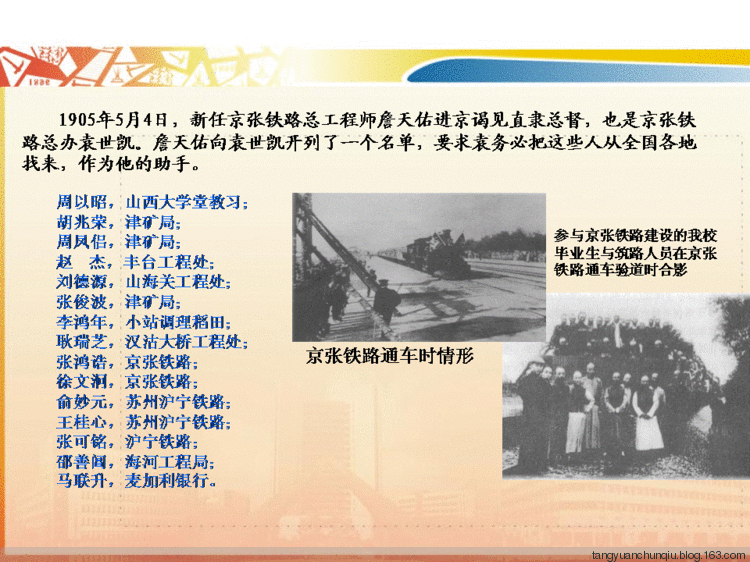 1896
1905年5月4日，新任京张铁路总工程师詹天佑进京谒见直隶总督，也是京张铁
路总办袁世凯。詹天佑向袁世凯开列了一个名单，要求袁务必把这些人从全国各地
找来，作为他的助手。
周以昭，山西大学堂教习；
胡兆荣，津矿局；
周凤侣，津矿局；
赵　杰，丰台工程处；
刘德源，山海关工程处；
张俊波，津矿局；
李鸿年，小站调理稻田；
耿瑞芝，汉沽大桥工程处；
张鸿诰，京张铁路；
徐文泂，京张铁路；
俞妙元，苏州沪宁铁路；
王桂心，苏州沪宁铁路；
张可铭，沪宁铁路；
邵善阊，海河工程局；
马联升，麦加利银行。
参与京张铁路建设的我校
毕业生与筑路人员在京张
铁路通车验道时合影
京张铁路通车时情形
tangyuanchunqiu.blog.163.com